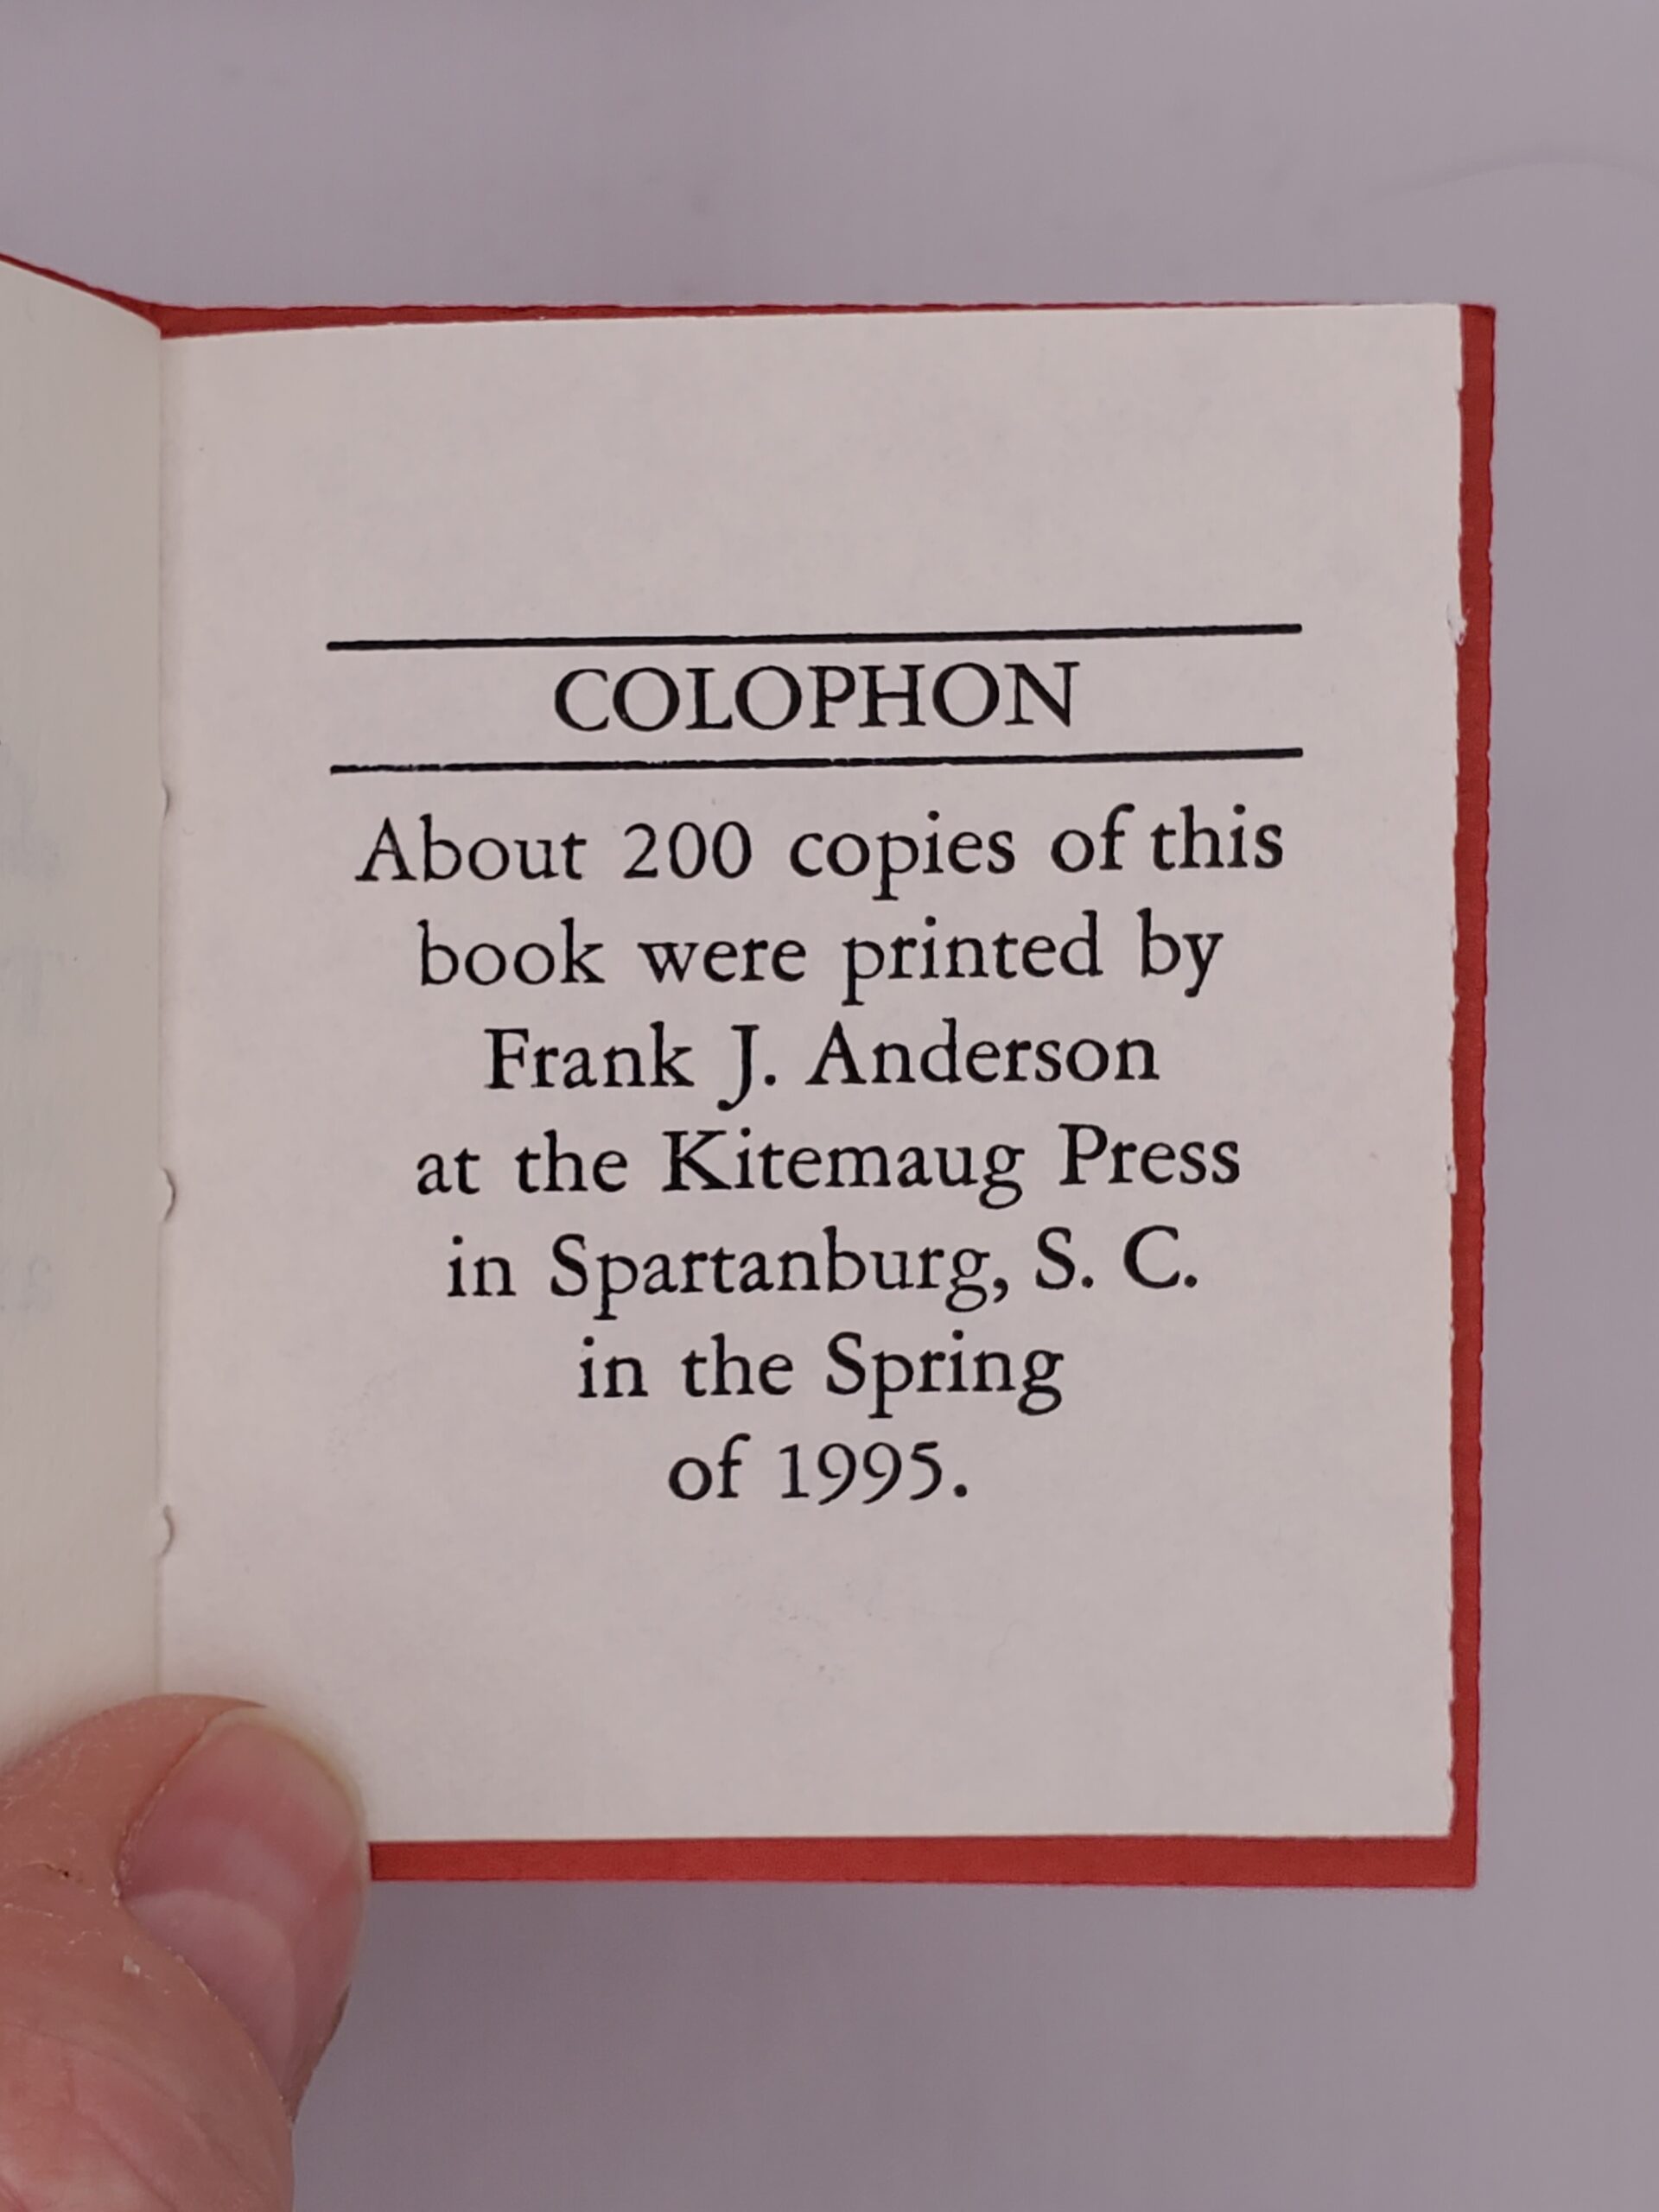 COLOPHON
About 200 copies of this
book were printed by
Frank J. Anderson
at the Kitemaug Press
in Spartanburg, S. C.
in the Spring
of 1995.